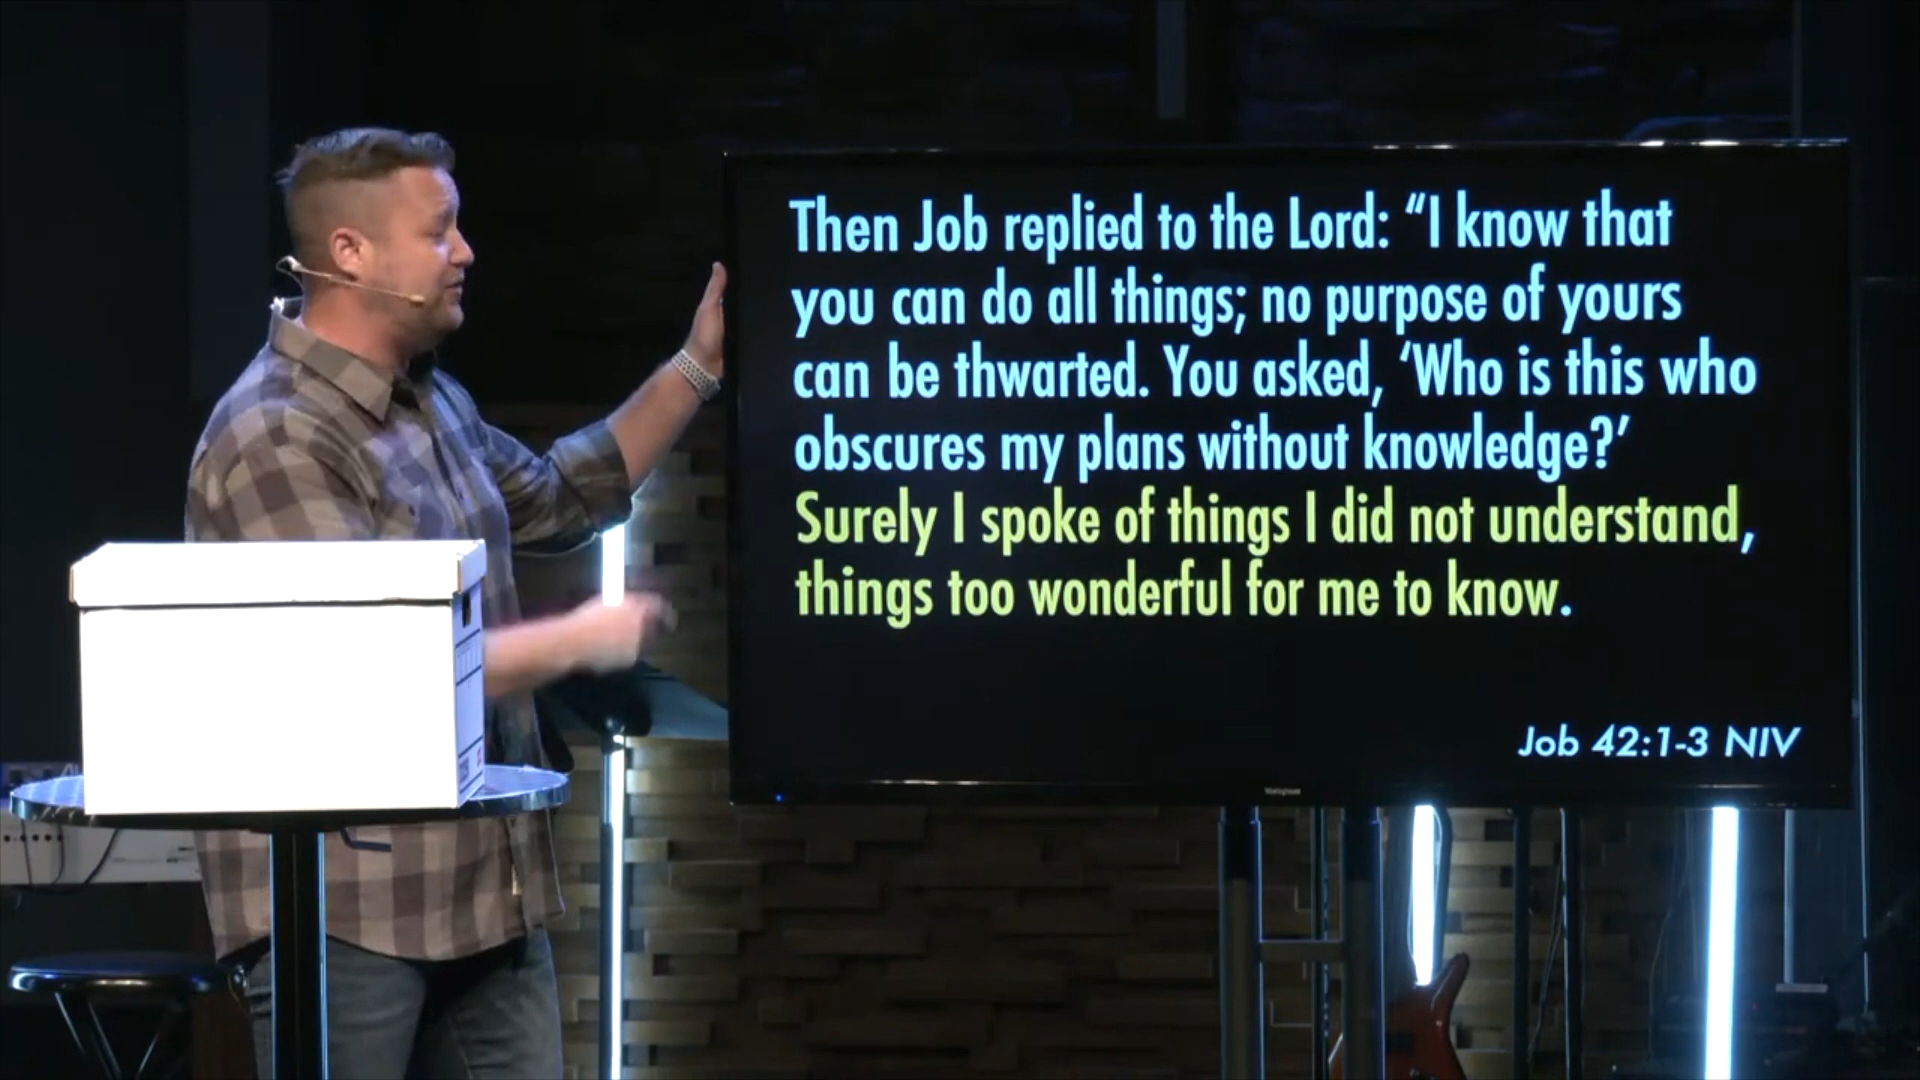 Then Job replied to the Lord: “I know that
you can do all things; no purpose of yours
can be thwarted. You asked, ‘Who is this who
obscures my plans without knowledge?’
Surely I spoke of things I did not understand,
things too wonderful for me to know.
Job 42:1-3 NIV